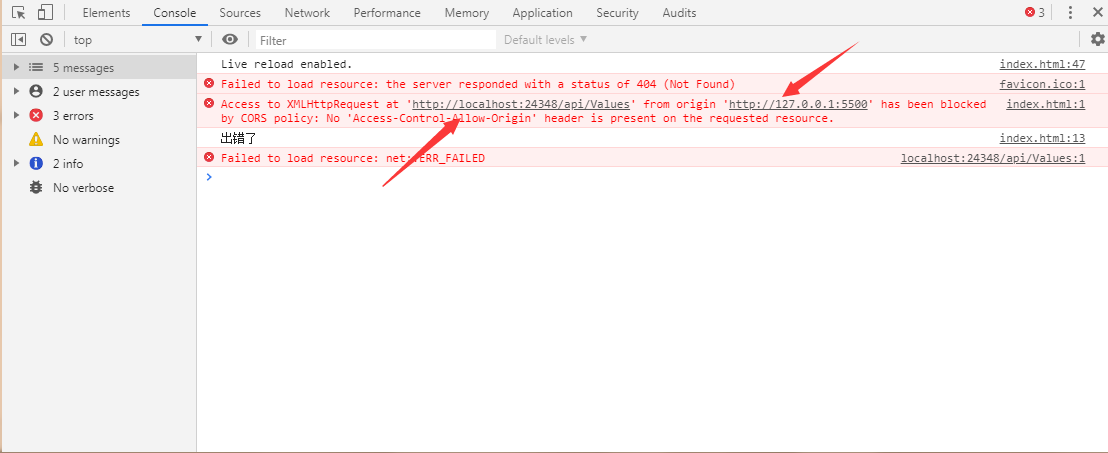 Elements Console Sources Network Performance Memory Application Security Audits 3
top Filter Default levels
5 messages
2 user messages
3 errors
No warnings
2 info
No verbose
Live reload enabled. index.html:47
Failed to load resource: the server responded with a status of 404 (Not Found) favicon.ico:1
Access to XMLHttpRequest at 'http://localhost:24348/api/Values' from origin 'http://127.0.0.1:5500' has been blocked index.html:1
by CORS policy: No 'Access-Control-Allow-Origin' header is present on the requested resource.
出错了 index.html:13
Failed to load resource: net::ERR_FAILED localhost:24348/api/Values:1